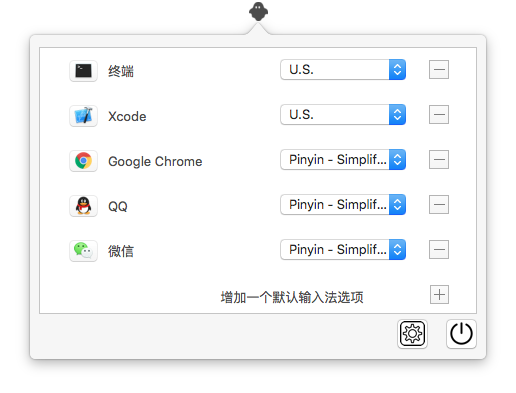 终端 U.S.
Xcode U.S.
Google Chrome Pinyin - Simplif...
QQ Pinyin - Simplif...
微信 Pinyin - Simplif...
增加一个默认输入法选项